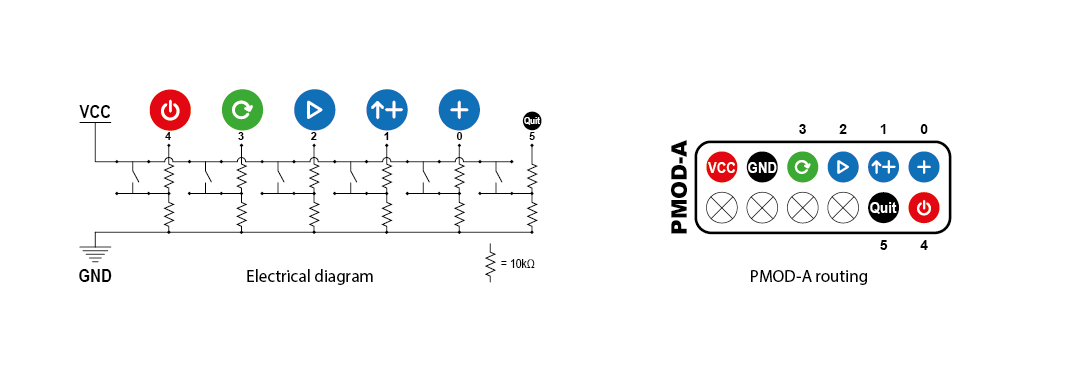 VCC
4
3
2
1
0
Quit
5
GND
= 10kΩ
Electrical diagram
3 2 1 0
PMOD-A
VCC GND
Quit
5 4
PMOD-A routing